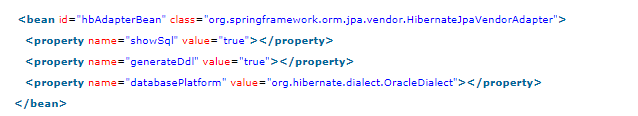 <bean id="hbAdapterBean" class="org.springframework.orm.jpa.vendor.HibernateJpaVendorAdapter">
<property name="showSql" value="true"></property>
<property name="generateDdl" value="true"></property>
<property name="databasePlatform" value="org.hibernate.dialect.OracleDialect"></property>
</bean>